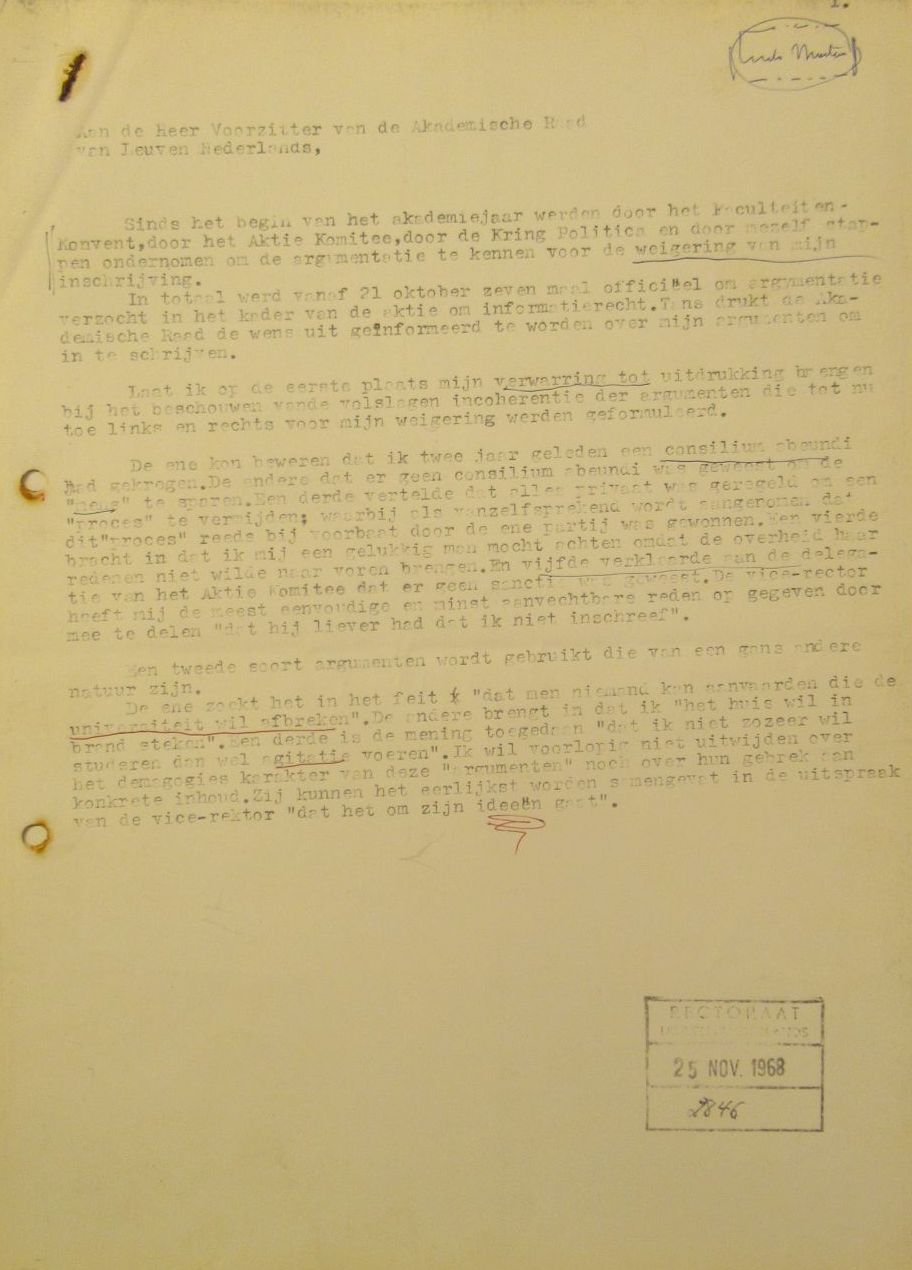 1.
Ludo Martens
Aan de heer Voorzitter van de Akademische Raad
van Leuven Nederlands,
Sinds het begin van het akademiejaar werden door het Faculteiten-
Konvent,door het Aktie Komitee,door de Kring Politica en door mezelf stap-
pen ondernomen om de argumentatie te kennen voor de weigering van mijn
inschrijving.
In totaal werd vanaf 21 oktober zeven maal officiëel om argumentatie
verzocht in het kader van de aktie om informatierecht.Tans drukt de Aka-
demische Raad de wens uit geïnformeerd te worden over mijn argumenten om
in te schrijven.
Laat ik op de eerste plaats mijn verwarring tot uitdrukking brengen
bij het beschouwen vande volslagen incoherentie der argumenten die tot nu
toe links en rechts voor mijn weigering werden geformuleerd.
De ene kon beweren dat ik twee jaar geleden een consilium abeundi
had gekregen.De andere dat er geen consilium abeundi was geweest om de
"mens" te sparen.Een derde vertelde dat alles privaat was geregeld om een
"proces" te vermijden; waarbij als vanzelfsprekend wordt aangenomen dat
dit"proces" reeds bij voorbaat door de ene partij was gewonnen.Een vierde
bracht in dat ik mij een gelukkig man mocht achten omdat de overheid haar
redenen niet wilde naar voren brengen.En vijfde verklaarde aan de delega-
tie van het Aktie Komitee dat er geen sanctie was geweest.De vice-rector
heeft mij de meest eenvoudige en minst aanvechtbare reden op gegeven door
mee te delen "dat hij liever had dat ik niet inschreef".
Een tweede soort argumenten wordt gebruikt die van een gans andere
natuur zijn.
De ene zoekt het in het feit "dat men niemand kan aanvaarden die de
universiteit wil afbreken".De andere brengt in dat ik "het huis wil in
brand steken".Een derde is de mening toegedaan "dat ik niet zozeer wil
studeren dan wel agitatie voeren".Ik wil voorlopig niet uitwijden over
het demagogies karakter van deze "argumenten" noch over hun gebrek aan
konkrete inhoud.Zij kunnen het eerlijkst worden samengevat in de uitspraak
van de vice-rektor "dat het om zijn ideeën gaat".
RECTORAAT
25 NOV. 1968
2846